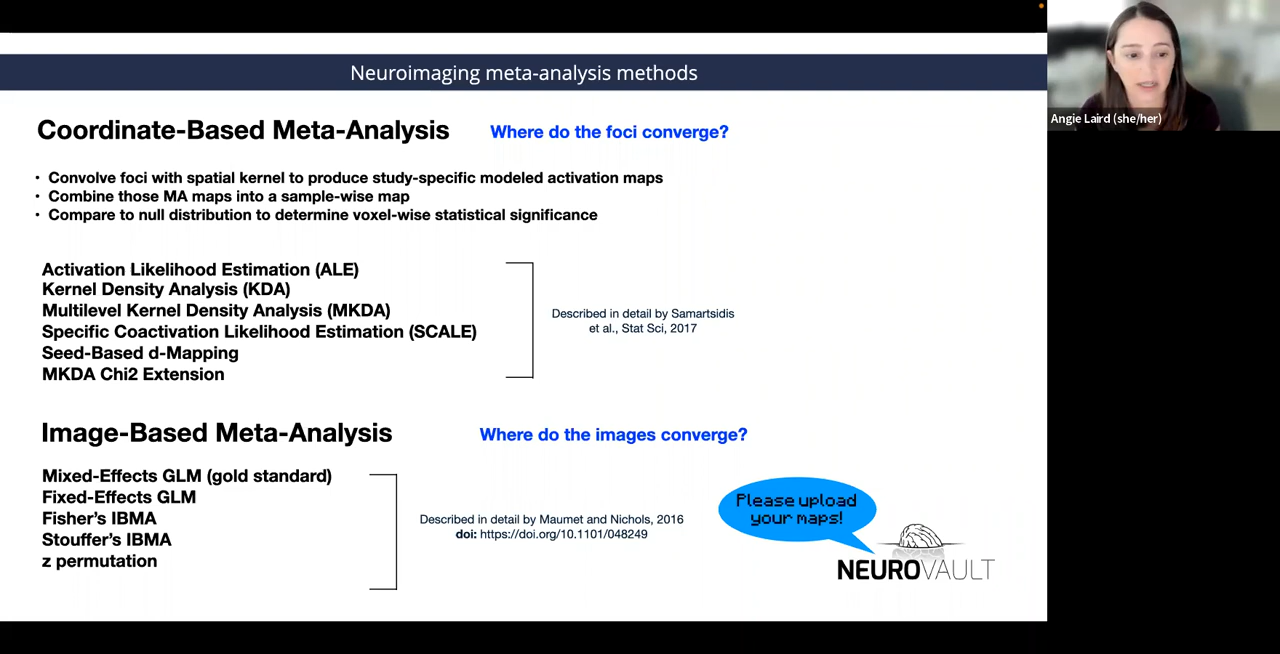 Neuroimaging meta-analysis methods
Angie Laird (she/her)
Coordinate-Based Meta-Analysis
Where do the foci converge?
• Convolve foci with spatial kernel to produce study-specific modeled activation maps
• Combine those MA maps into a sample-wise map
• Compare to null distribution to determine voxel-wise statistical significance
Activation Likelihood Estimation (ALE)
Kernel Density Analysis (KDA)
Multilevel Kernel Density Analysis (MKDA)
Specific Coactivation Likelihood Estimation (SCALE)
Seed-Based d-Mapping
MKDA Chi2 Extension
Described in detail by Samartsidis
et al., Stat Sci, 2017
Image-Based Meta-Analysis
Where do the images converge?
Mixed-Effects GLM (gold standard)
Fixed-Effects GLM
Fisher's IBMA
Stouffer's IBMA
z permutation
Described in detail by Maumet and Nichols, 2016
doi: https://doi.org/10.1101/048249
Please upload
your maps!
NEUROVAULT